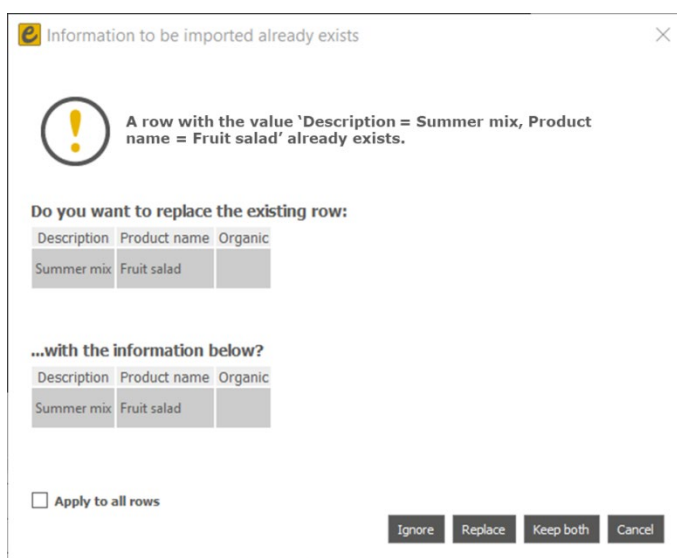 e Information to be imported already exists
!
A row with the value ‘Description = Summer mix, Product
name = Fruit salad’ already exists.
Do you want to replace the existing row:
Description Product name Organic
Summer mix Fruit salad
...with the information below?
Description Product name Organic
Summer mix Fruit salad
Apply to all rows
Ignore Replace Keep both Cancel